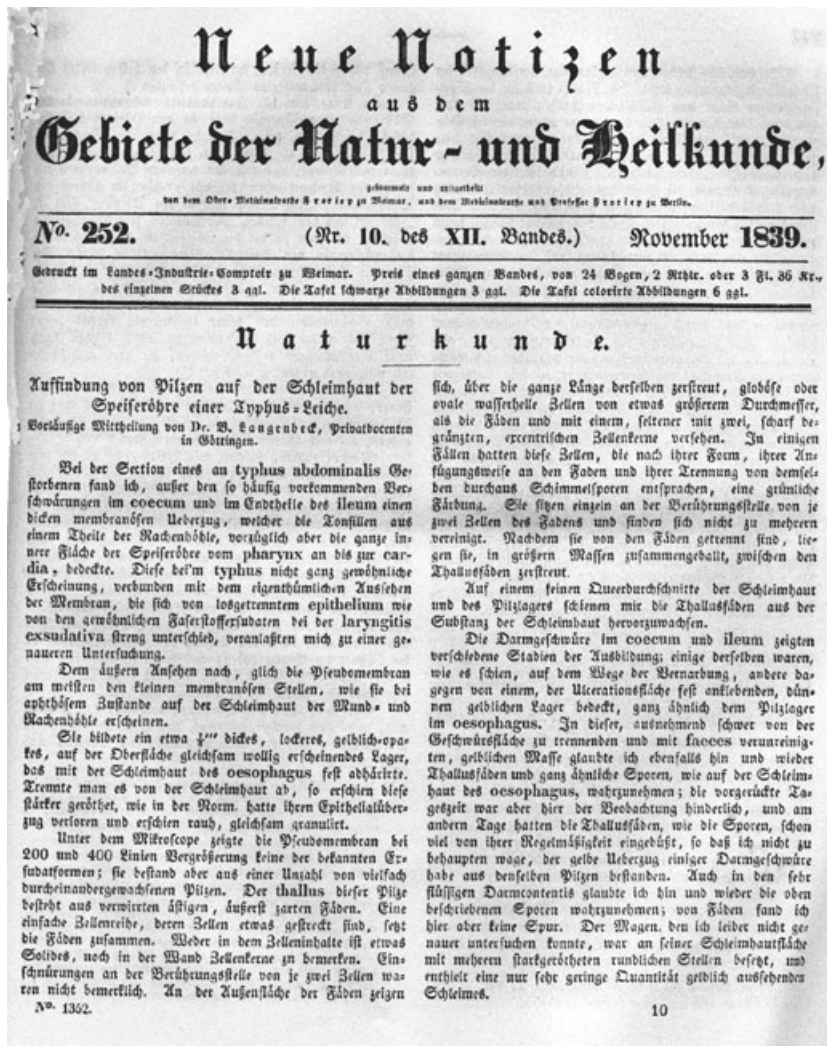 Neue Notizen
aus dem
Gebiete der Natur- und Heilkunde,
gesammelt und mitgetheilt
von dem Ober-Medicinalrathe Froriep zu Weimar, und dem Medicinalrathe und Professor Froriep zu Berlin.
No. 252. (Nr. 10. des XII. Bandes.) November 1839.
Gedruckt im Landes-Industrie-Comptoir zu Weimar. Preis eines ganzen Bandes, von 24 Bogen, 2 Rthlr. oder 3 Fl. 36 Kr.,
des einzelnen Stückes 3 ggl. Die Tafel schwarze Abbildungen 3 ggl. Die Tafel colorirte Abbildungen 6 ggl.
Naturkunde.
Auffindung von Pilzen auf der Schleimhaut der
Speiseröhre einer Typhus-Leiche.
Vorläufige Mittheilung von Dr. B. Langenbeck, Privatdocenten
in Göttingen.
Bei der Section eines an typhus abdominalis Ge-
storbenen fand ich, außer den so häufig vorkommenden Ver-
schwärungen im coecum und im Endtheile des ileum einen
dicken membranösen Ueberzug, welcher die Tonsillen aus
einem Theile der Rachenhöhle, vorzüglich aber die ganze in-
nere Fläche der Speiseröhre vom pharynx an bis zur car-
dia, bedeckte. Diese bei'm typhus nicht ganz gewöhnliche
Erscheinung, verbunden mit dem eigenthümlichen Aussehen
der Membran, die sich von losgetrenntem epithelium wie
von den gewöhnlichen Faserstoffexsudaten bei der laryngitis
exsudativa streng unterschied, veranlaßten mich zu einer ge-
naueren Untersuchung.
Dem äußern Ansehen nach, glich die Pseudomembran
am meisten den kleinen membranösen Stellen, wie sie bei
aphthösem Zustande auf der Schleimhaut der Mund- und
Rachenhöhle erscheinen.
Sie bildete ein etwa ''' dickes, lockeres, gelblich-opa-
kes, auf der Oberfläche gleichsam wollig erscheinendes Lager,
das mit der Schleimhaut des oesophagus fest adhärirte.
Trennte man es von der Schleimhaut ab, so erschien diese
stärker geröthet, wie in der Norm, hatte ihren Epithelialüber-
zug verloren und erschien rauh, gleichsam granulirt.
Unter dem Mikroscope zeigte die Pseudomembran bei
200 und 400 Linien Vergrößerung keine der bekannten Ex-
sudatformen; sie bestand aber aus einer Unzahl von vielfach
durcheinandergewachsenen Pilzen. Der thallus dieser Pilze
besteht aus verwirrten ästigen, äußerst zarten Fäden. Eine
einfache Zellenreihe, deren Zellen etwas gestreckt sind, setzt
die Fäden zusammen. Weder in dem Zelleninhalte ist etwas
Solides, noch in der Wand Zellenkerne zu bemerken. Ein-
schnürungen an der Berührungsstelle von je zwei Zellen wa-
ren nicht bemerklich. An der Außenfläche der Fäden zeigen
No. 1352.
sich, über die ganze Länge derselben zerstreut, globöse oder
ovale wasserhelle Zellen von etwas größerem Durchmesser,
als die Fäden und mit einem, seltener mit zwei, scharf be-
gränzten, excentrischen Zellenkerne versehen. In einigen
Fällen hatten diese Zellen, die nach ihrer Form, ihrer An-
fügungsweise an den Faden und ihrer Trennung von demsel-
den durchaus Schimmelsporen entsprachen, eine grünliche
Färbung. Sie sitzen einzeln an der Berührungsstelle von je
zwei Zellen des Fadens und finden sich nicht zu mehrern
vereinigt. Nachdem sie von den Fäden getrennt sind, lie-
gen sie, in größern Massen zusammengeballt, zwischen den
Thallusfäden zerstreut.
Auf einem feinen Queerdurchschnitte der Schleimhaut
und des Pilzlagers schienen mir die Thallusfäden aus der
Substanz der Schleimhaut hervorzuwachsen.
Die Darmgeschwüre im coecum und ileum zeigten
verschiedene Stadien der Ausbildung; einige derselben waren,
wie es schien, auf dem Wege der Vernarbung, andere da-
gegen von einem, der Ulcerationsfläche fest anklebenden, dün-
nen gelblichen Lager bedeckt, ganz ähnlich dem Pilzlager
im oesophagus. In dieser, ausnehmend schwer von der
Geschwürsfläche zu trennenden und mit faeces verunreinig-
ten, gelblichen Masse glaubte ich ebenfalls hin und wieder
Thallusfäden und ganz ähnliche Sporen, wie auf der Schleim-
haut des oesophagus, wahrzunehmen; die vorgerückte Ta-
geszeit war aber hier der Beobachtung hinderlich, und am
andern Tage hatten die Thallusfäden, wie die Sporen, schon
viel von ihrer Regelmäßigkeit eingebüßt, so daß ich nicht zu
behaupten wage, der gelbe Ueberzug einiger Darmgeschwüre
habe aus denselben Pilzen bestanden. Auch in den sehr
flüssigen Darmcontentis glaubte ich hin und wieder die oben
beschriebenen Sporen wahrzunehmen; von Fäden fand ich
hier aber keine Spur. Der Magen, den ich leider nicht ge-
nauer untersuchen konnte, war an seiner Schleimhautfläche
mit mehrern starkgerötheten rundlichen Stellen besetzt, und
enthielt eine nur sehr geringe Quantität gelblich aussehenden
Schleimes.
10